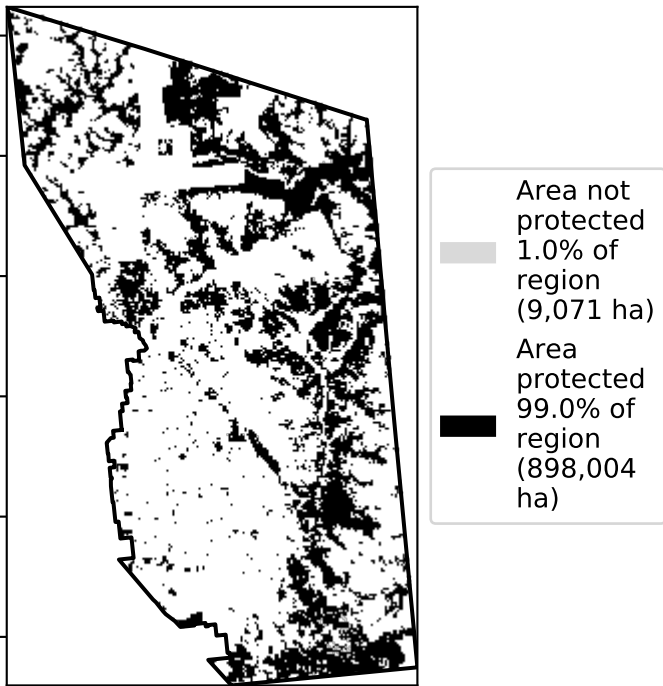 Area not
protected
1.0% of
region
(9,071 ha)
Area
protected
99.0% of
region
(898,004
ha)